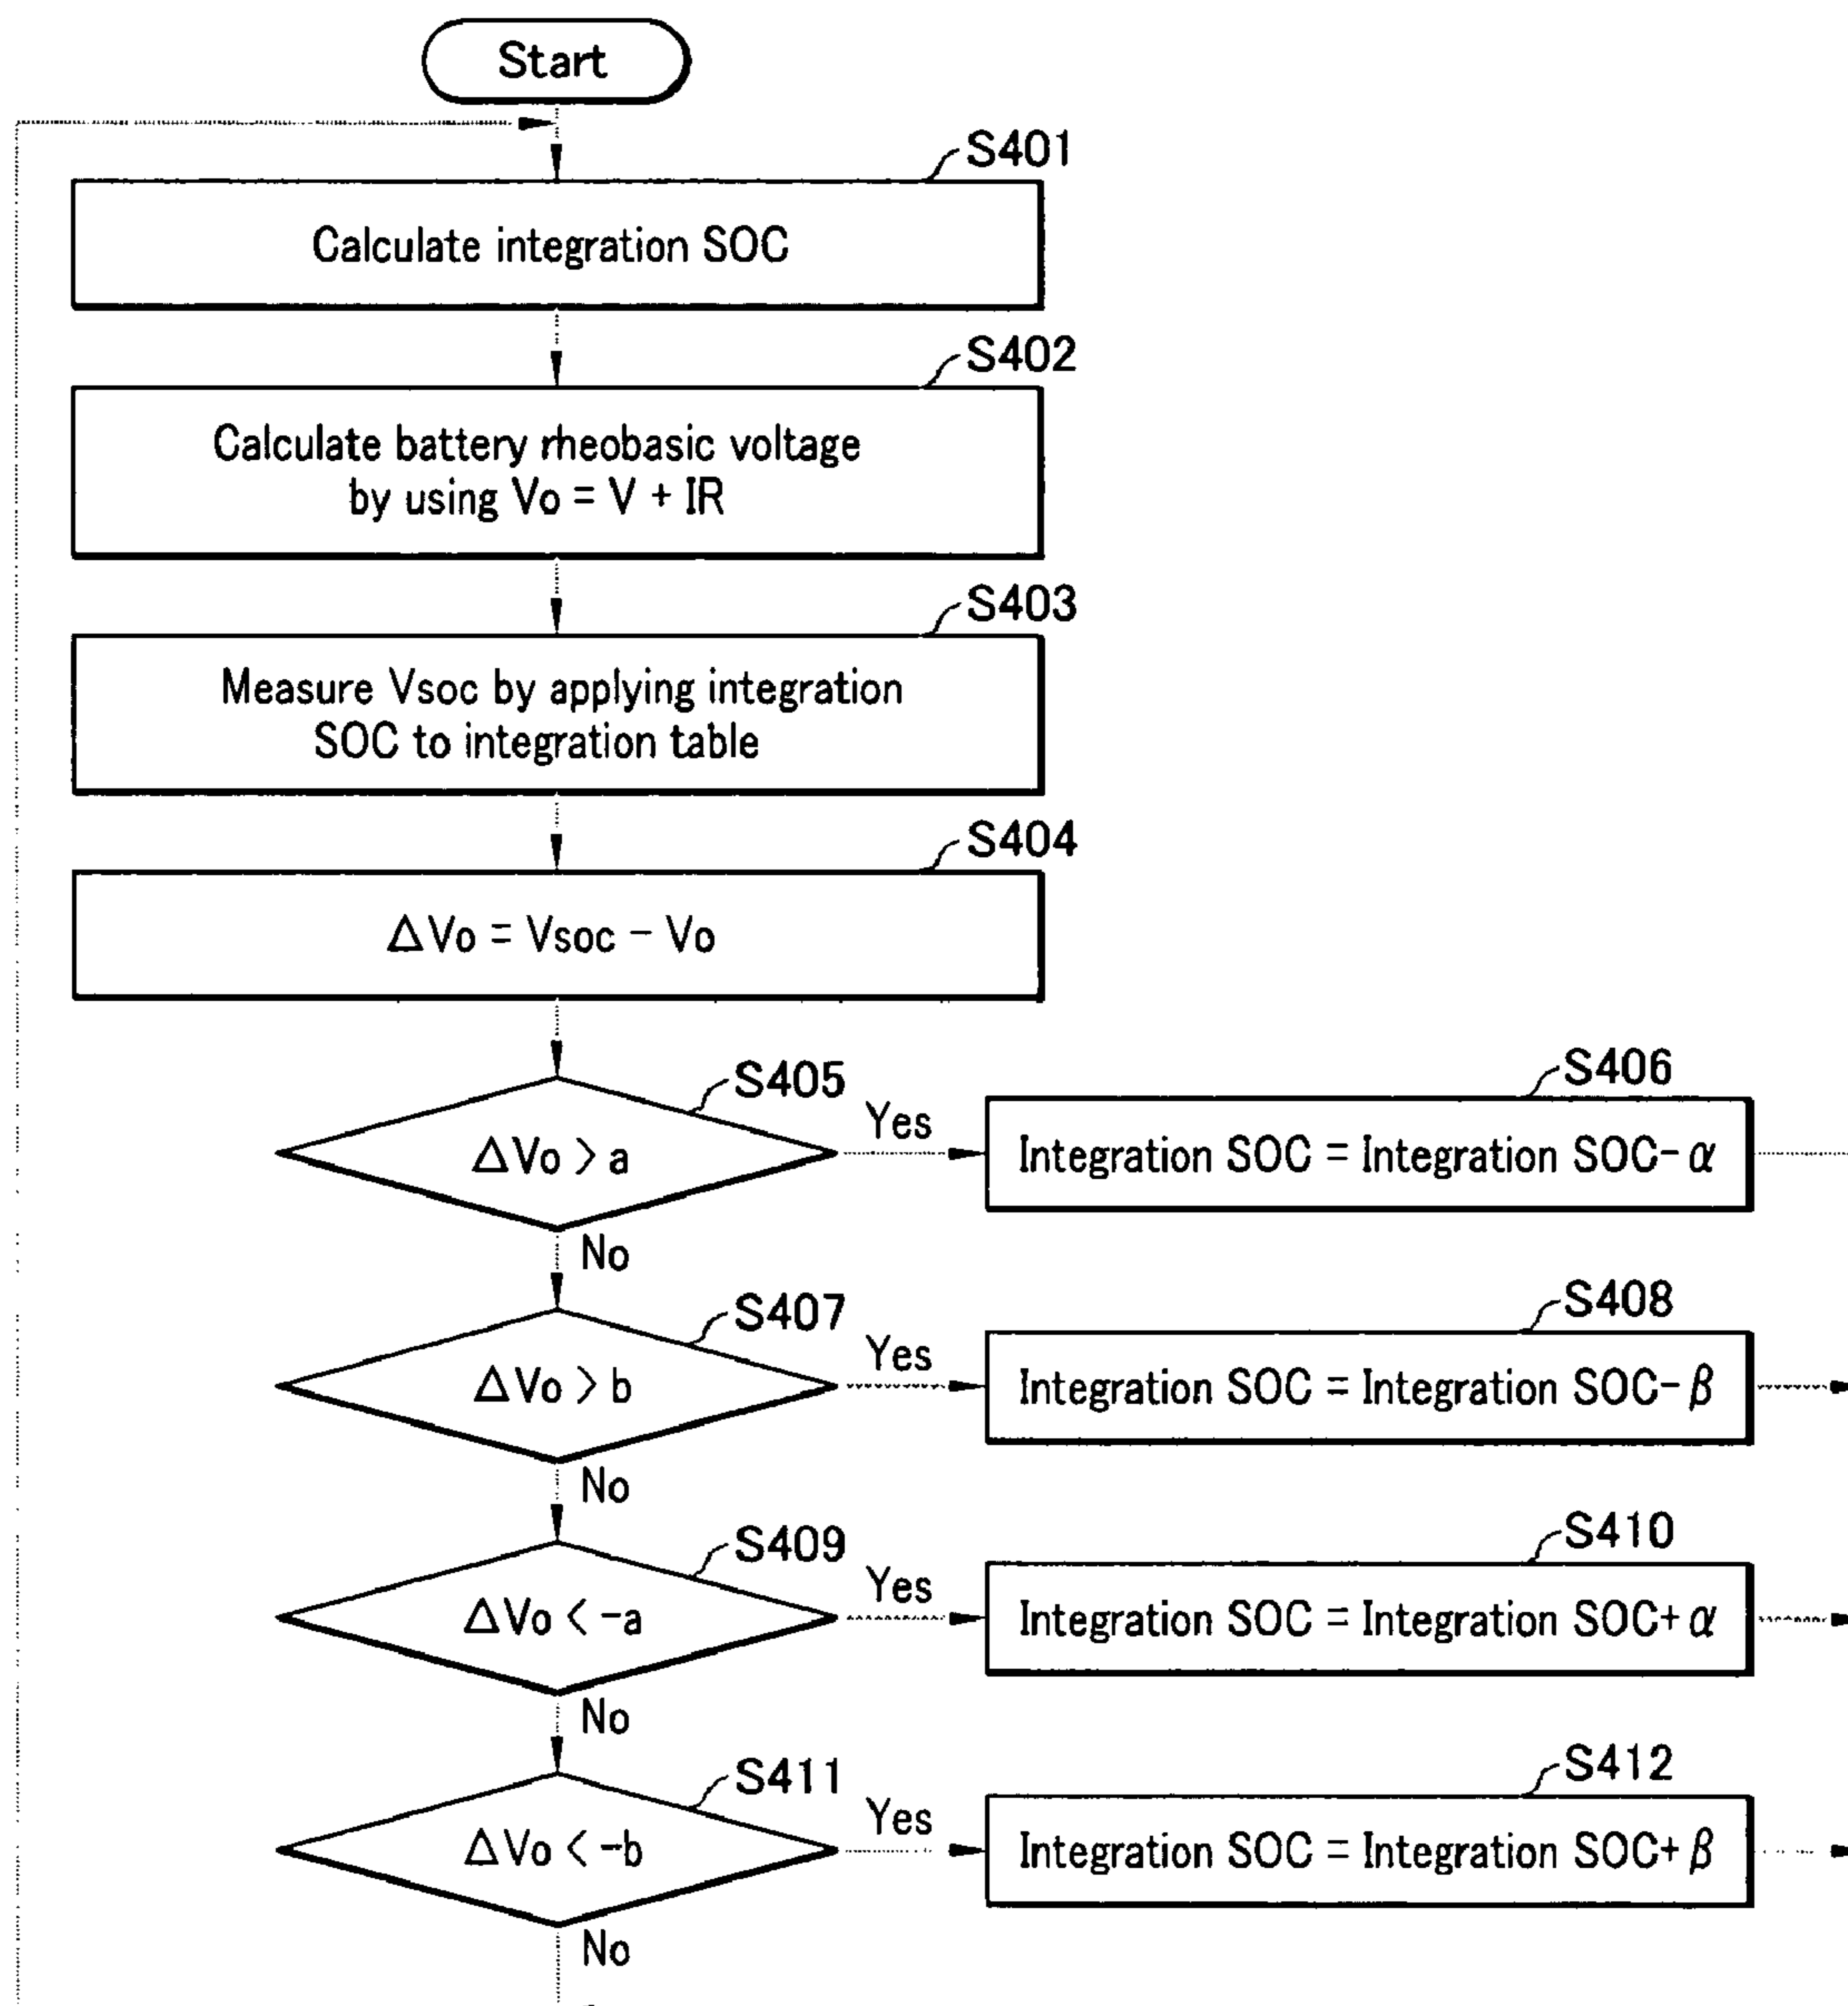 Start
S401
Calculate integration SOC
S402
Calculate battery rheobasic voltage
by using Vo = V + IR
S403
Measure Vsoc by applying integration
SOC to integration table
S404
ΔVo = Vsoc - Vo
S405
ΔVo > a
Yes
S406
Integration SOC = Integration SOC- α
No
S407
ΔVo > b
Yes
S408
Integration SOC = Integration SOC- β
No
S409
ΔVo < -a
Yes
S410
Integration SOC = Integration SOC+ α
No
S411
ΔVo < -b
Yes
S412
Integration SOC = Integration SOC+ β
No